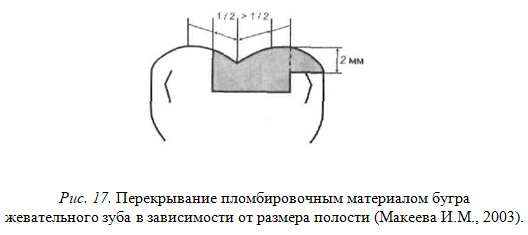 1/2 > 1/2
2 мм
Рис. 17. Перекрывание пломбировочным материалом бугра
жевательного зуба в зависимости от размера полости (Макеева И.М., 2003).